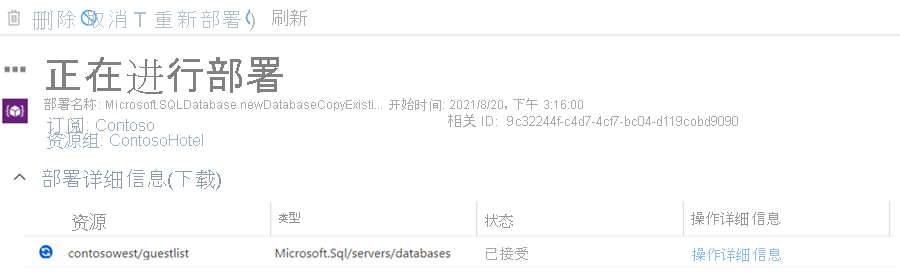 删除 取消 T 重新部署 刷新
正在进行部署
部署名称: Microsoft.SQLDatabase.newDatabaseCopyExisti... 开始时间: 2021/8/20, 下午 3:16:00
订阅: Contoso 相关 ID: 9c32244f-c4d7-4cf7-bc04-d119cobd9090
资源组: ContosoHotel
部署详细信息(下载)
资源 类型 状态 操作详细信息
contosowest/guestlist Microsoft.Sql/servers/databases 已接受 操作详细信息